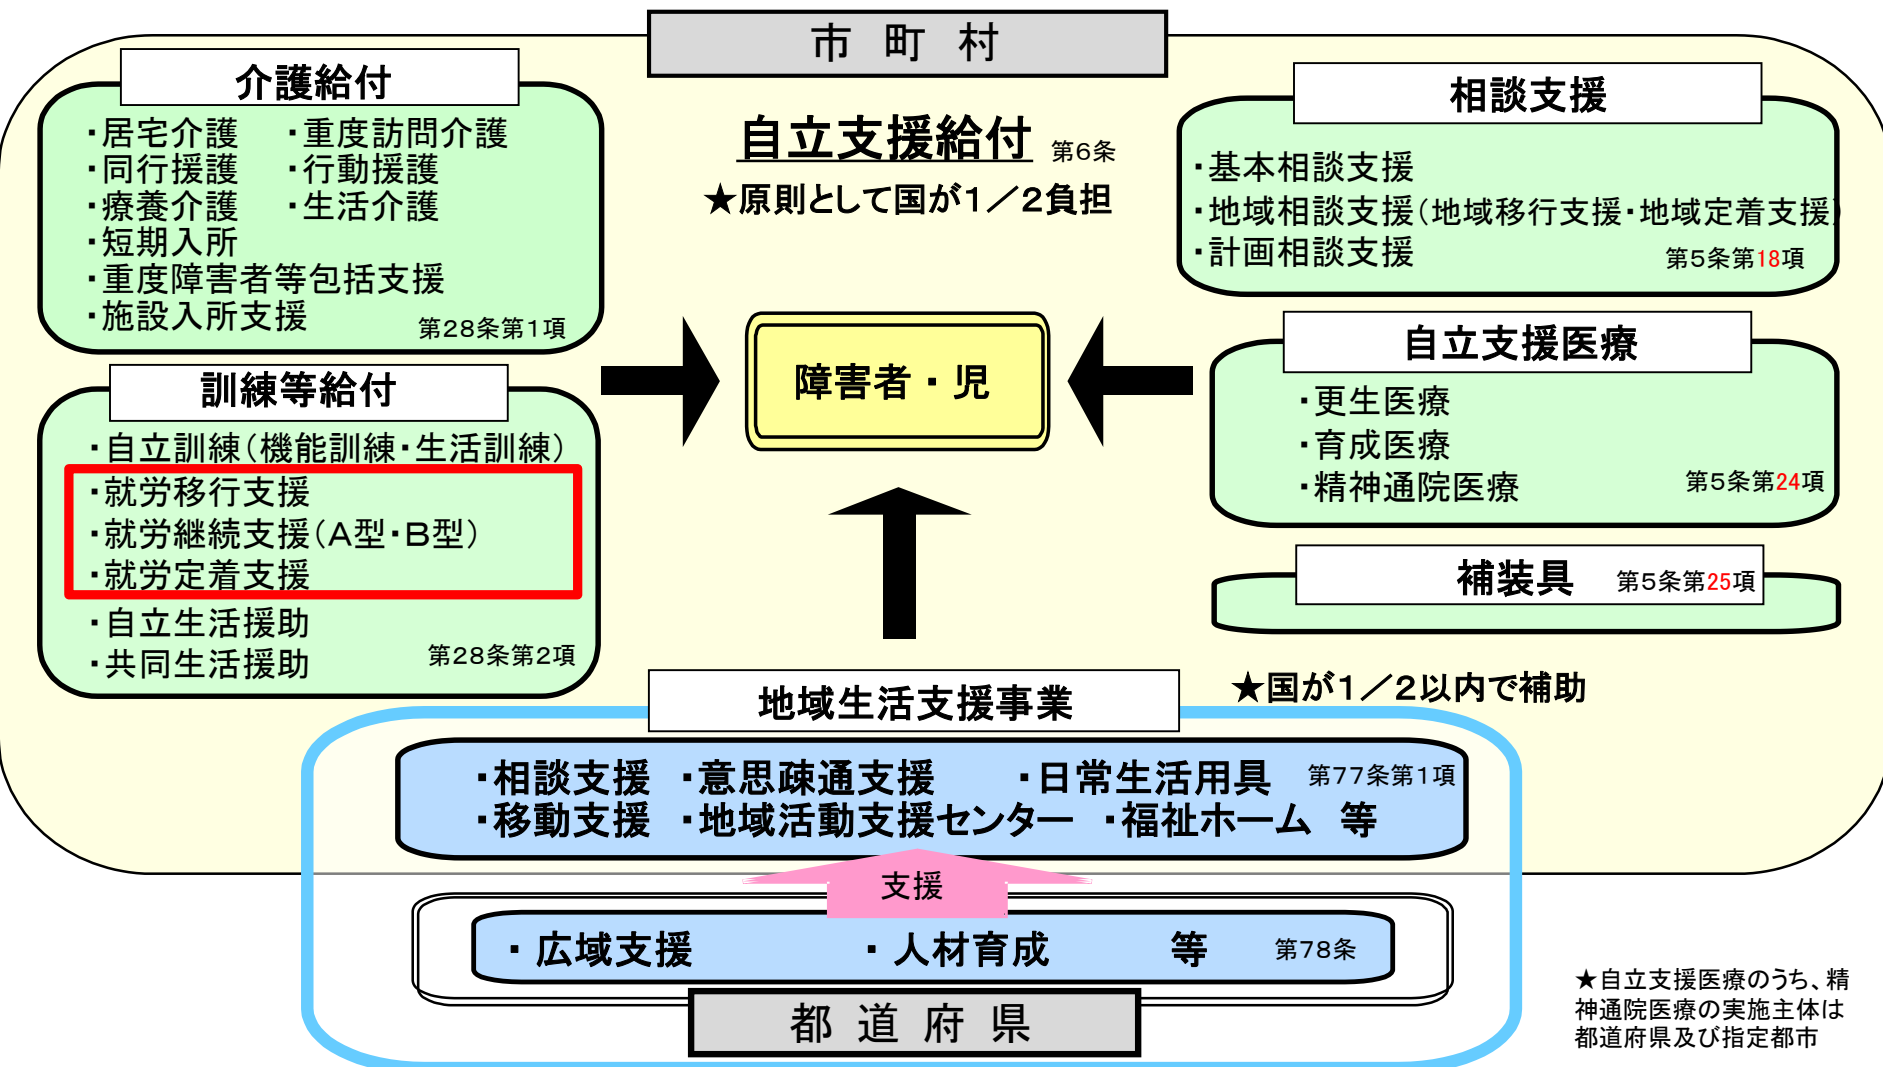 市 町 村
介護給付
・居宅介護 ・重度訪問介護
・同行援護 ・行動援護
・療養介護 ・生活介護
・短期入所
・重度障害者等包括支援
・施設入所支援 第28条第1項
自立支援給付 第6条
★原則として国が1／2負担
相談支援
・基本相談支援
・地域相談支援（地域移行支援・地域定着支援）
・計画相談支援 第5条第18項
障害者・児
自立支援医療
・更生医療
・育成医療
・精神通院医療 第5条第24項
訓練等給付
・自立訓練（機能訓練・生活訓練）
・就労移行支援
・就労継続支援（A型・B型）
・就労定着支援
・自立生活援助
・共同生活援助 第28条第2項
補装具 第5条第25項
地域生活支援事業
★国が1／2以内で補助
・相談支援 ・意思疎通支援 ・日常生活用具 第77条第1項
・移動支援 ・地域活動支援センター ・福祉ホーム 等
支援
・広域支援 ・人材育成 等 第78条
都 道 府 県
★自立支援医療のうち、精
神通院医療の実施主体は
都道府県及び指定都市